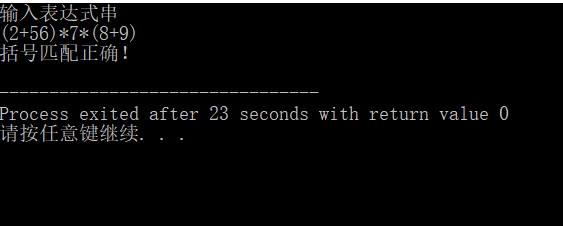 输入表达式串
(2+56)*7*(8+9)
括号匹配正确!
--------------------------------
Process exited after 23 seconds with return value 0
请按任意键继续. . .